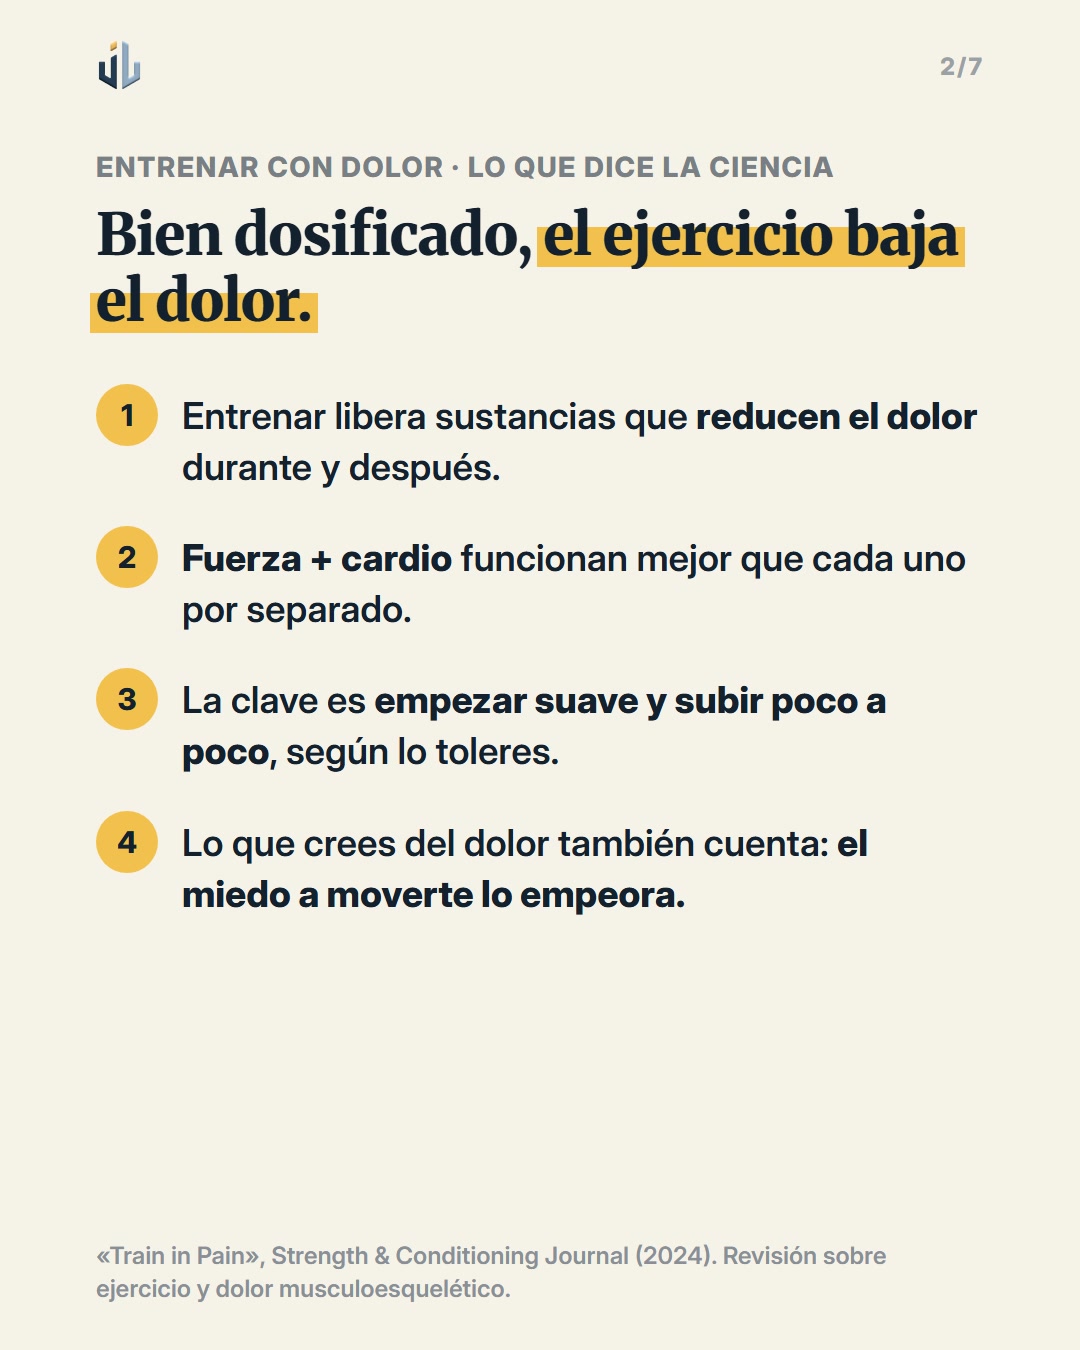 2/7
ENTRENAR CON DOLOR · LO QUE DICE LA CIENCIA
Bien dosificado, el ejercicio baja
el dolor.
1 Entrenar libera sustancias que reducen el dolor
durante y después.
2 Fuerza + cardio funcionan mejor que cada uno
por separado.
3 La clave es empezar suave y subir poco a
poco, según lo toleres.
4 Lo que crees del dolor también cuenta: el
miedo a moverte lo empeora.
«Train in Pain», Strength & Conditioning Journal (2024). Revisión sobre
ejercicio y dolor musculoesquelético.